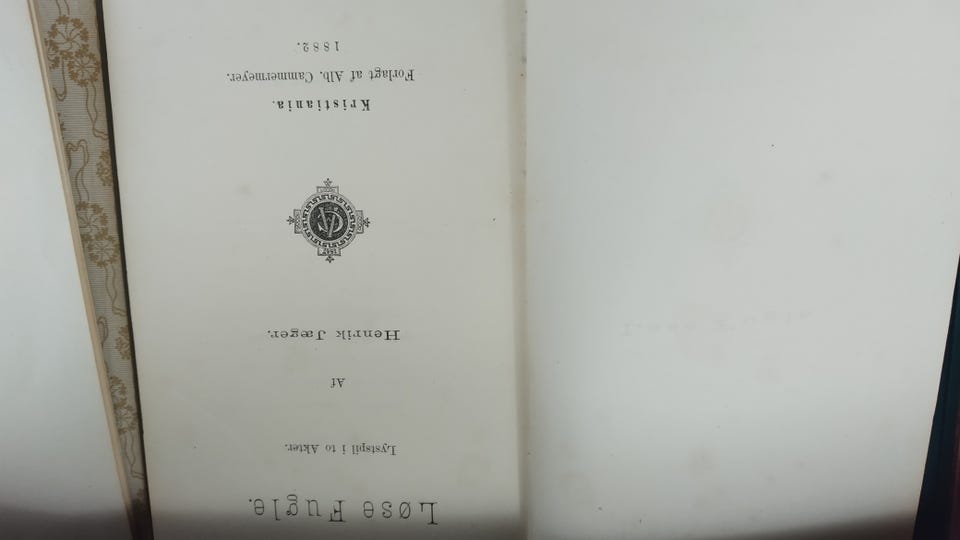 Løse Fugle.
Lystspil i to Akter.
Af
Henrik Jæger.
Kristiania.
Forlagt af Alb. Cammermeyer.
1882.